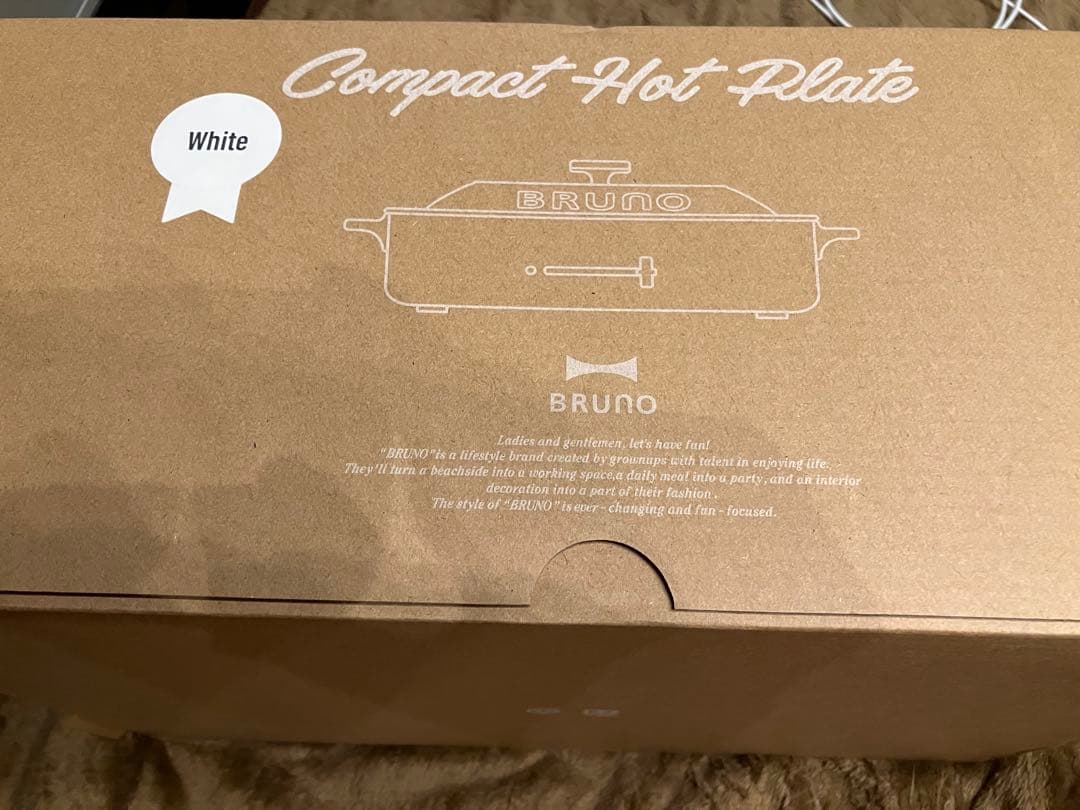 Compact Hot Plate
White
BRUNO
BRUNO
Ladies and gentlemen, let's have fun!
"BRUNO"is a lifestyle brand created by grownups with talent in enjoying life.
They'll turn a beachside into a working space,a daily meal into a party, and an interior
decoration into a part of their fashion.
The style of "BRUNO" is ever-changing and fun-focused.